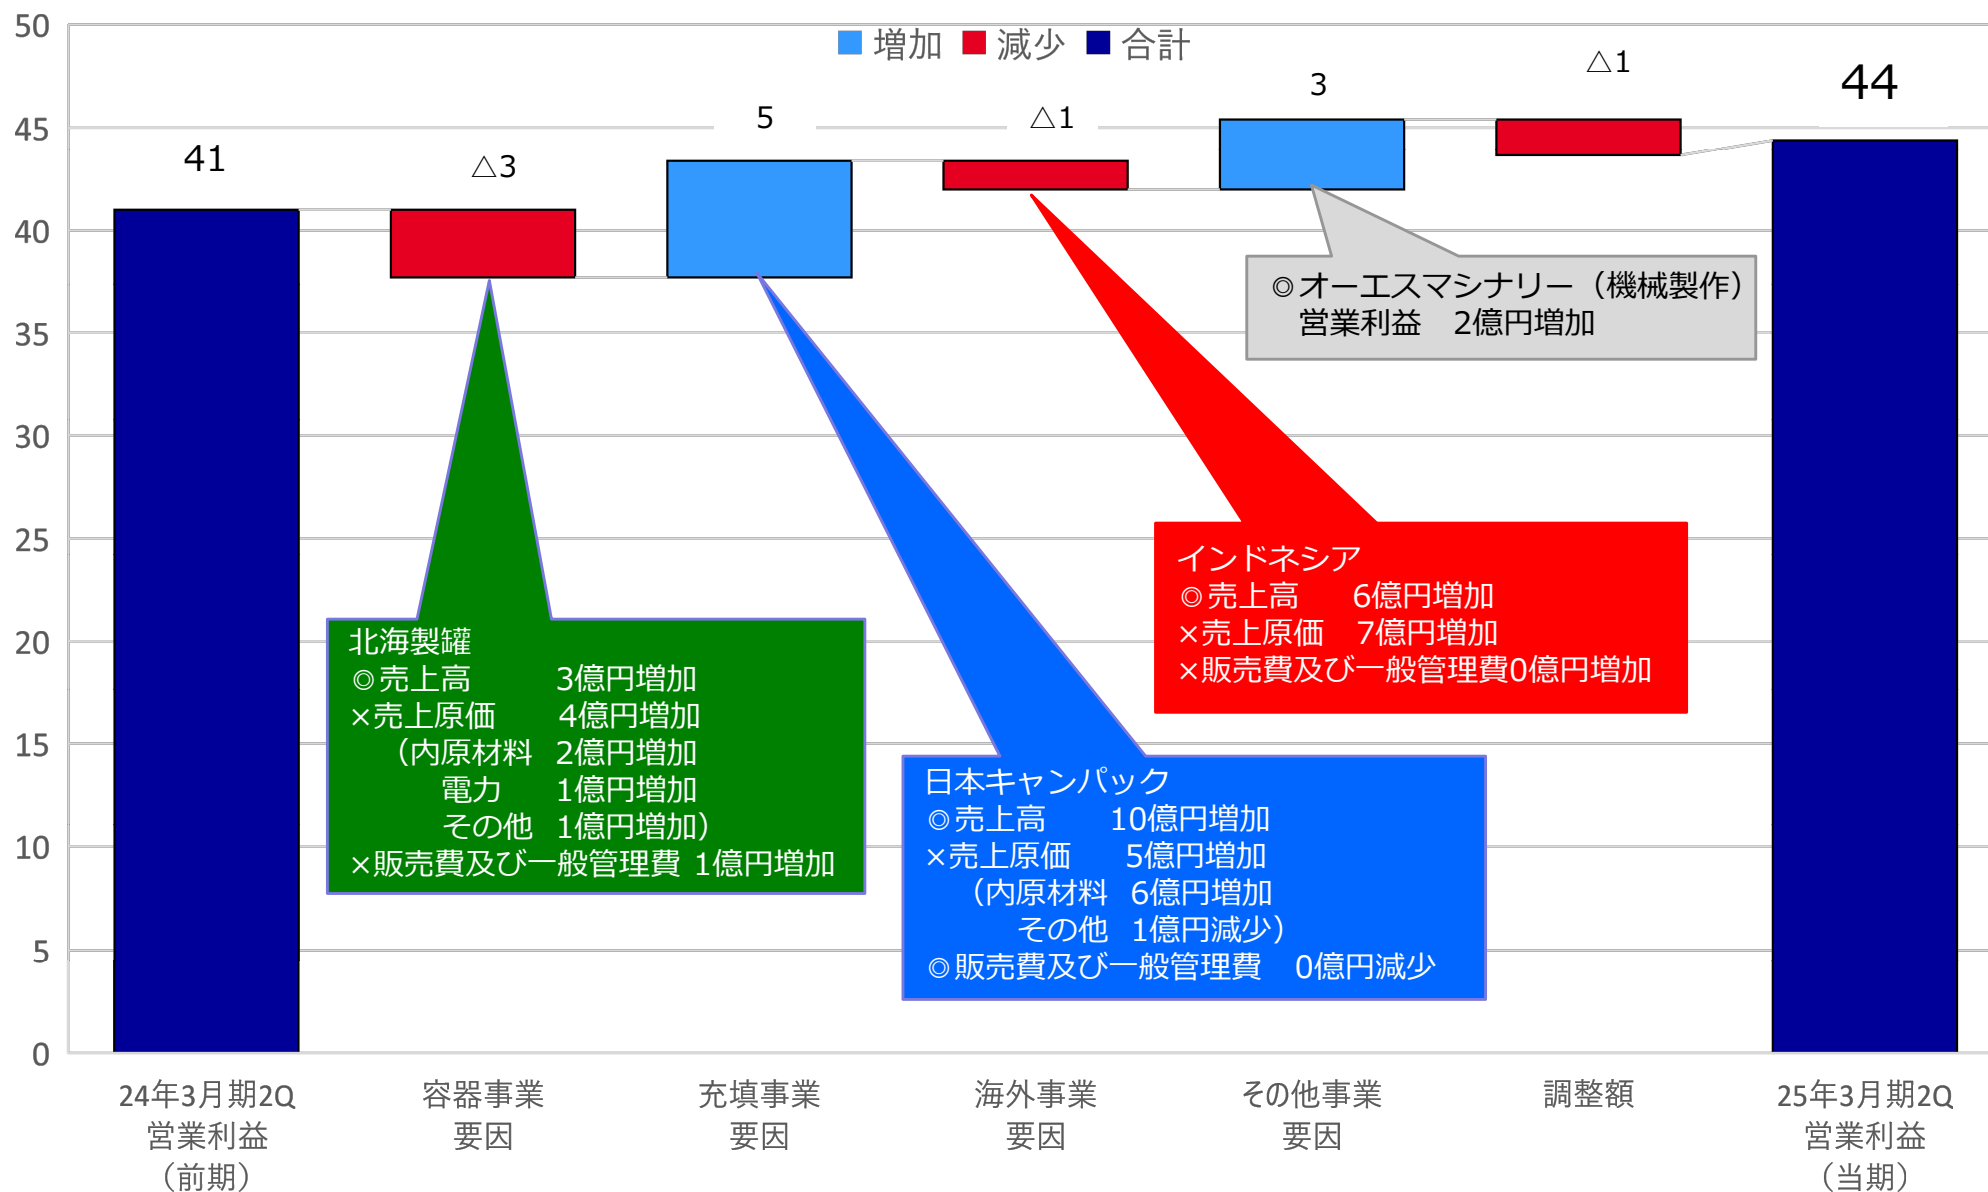 50
45
40
35
30
25
20
15
10
5
0
増加 減少 合計
41
△3
5
△1
3
△1
44
◎オーエスマシナリー（機械製作）
営業利益　2億円増加
インドネシア
◎売上高　6億円増加
×売上原価　7億円増加
×販売費及び一般管理費0億円増加
北海製罐
◎売上高　3億円増加
×売上原価　4億円増加
（内原材料　2億円増加
電力　1億円増加
その他　1億円増加）
×販売費及び一般管理費 1億円増加
日本キャンパック
◎売上高　10億円増加
×売上原価　5億円増加
（内原材料　6億円増加
その他　1億円減少）
◎販売費及び一般管理費　0億円減少
24年3月期2Q
営業利益
（前期）
容器事業
要因
充填事業
要因
海外事業
要因
その他事業
要因
調整額
25年3月期2Q
営業利益
（当期）